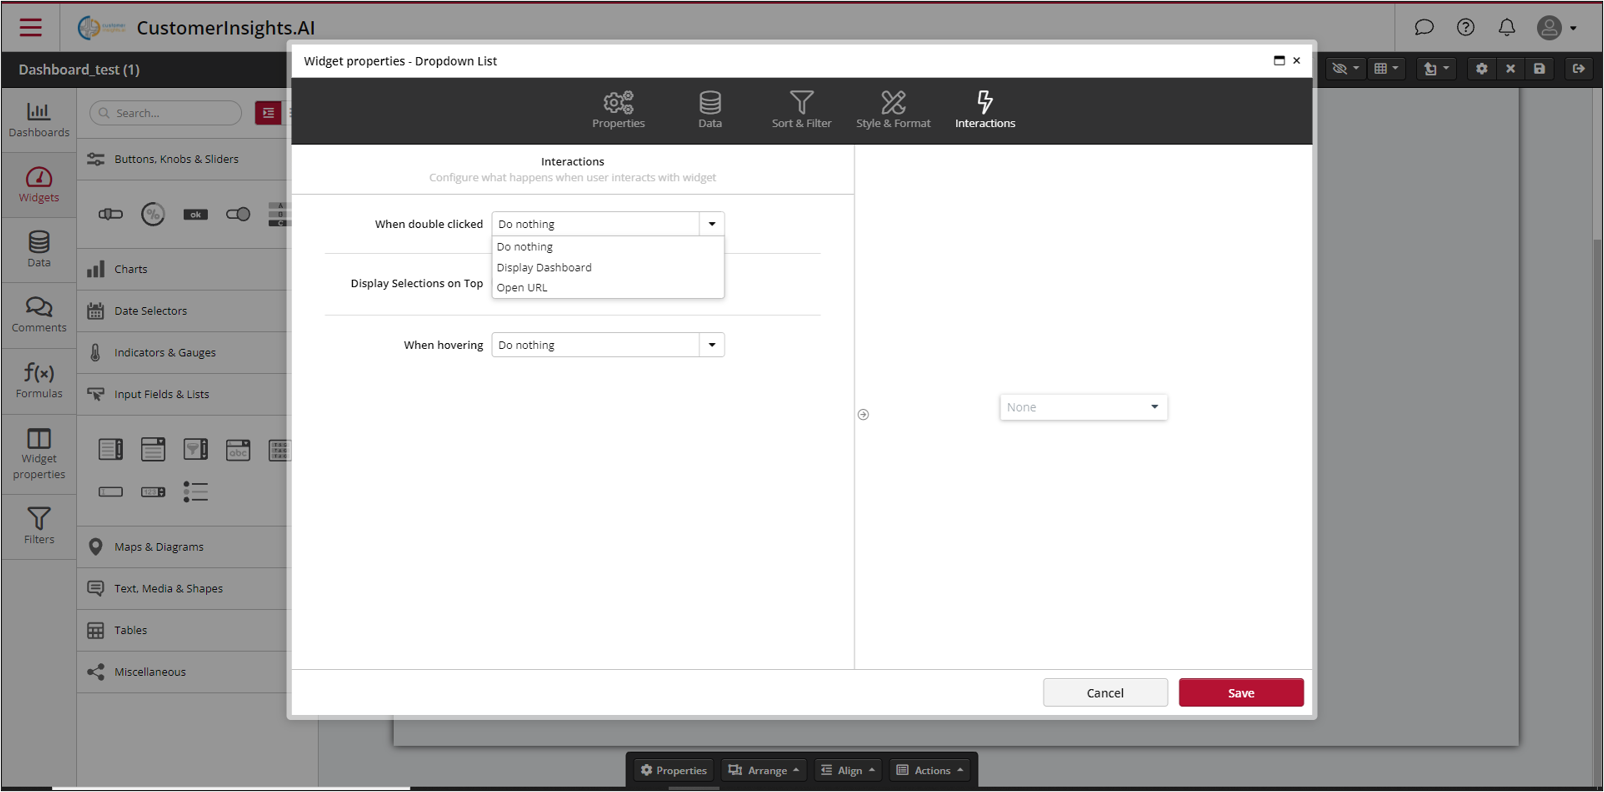 CustomerInsights.AI
Dashboard_test (1)
Widget properties - Dropdown List
Properties
Data
Sort & Filter
Style & Format
Interactions
Dashboards
Widgets
Data
Comments
Formulas
Widget
properties
Filters
Search...
Buttons, Knobs & Sliders
ok
Charts
Date Selectors
Indicators & Gauges
Input Fields & Lists
abc
Maps & Diagrams
Text, Media & Shapes
Tables
Miscellaneous
Interactions
Configure what happens when user interacts with widget
When double clicked
Do nothing
Do nothing
Display Dashboard
Open URL
Display Selections on Top
When hovering
Do nothing
None
Cancel
Save
Properties
Arrange
Align
Actions